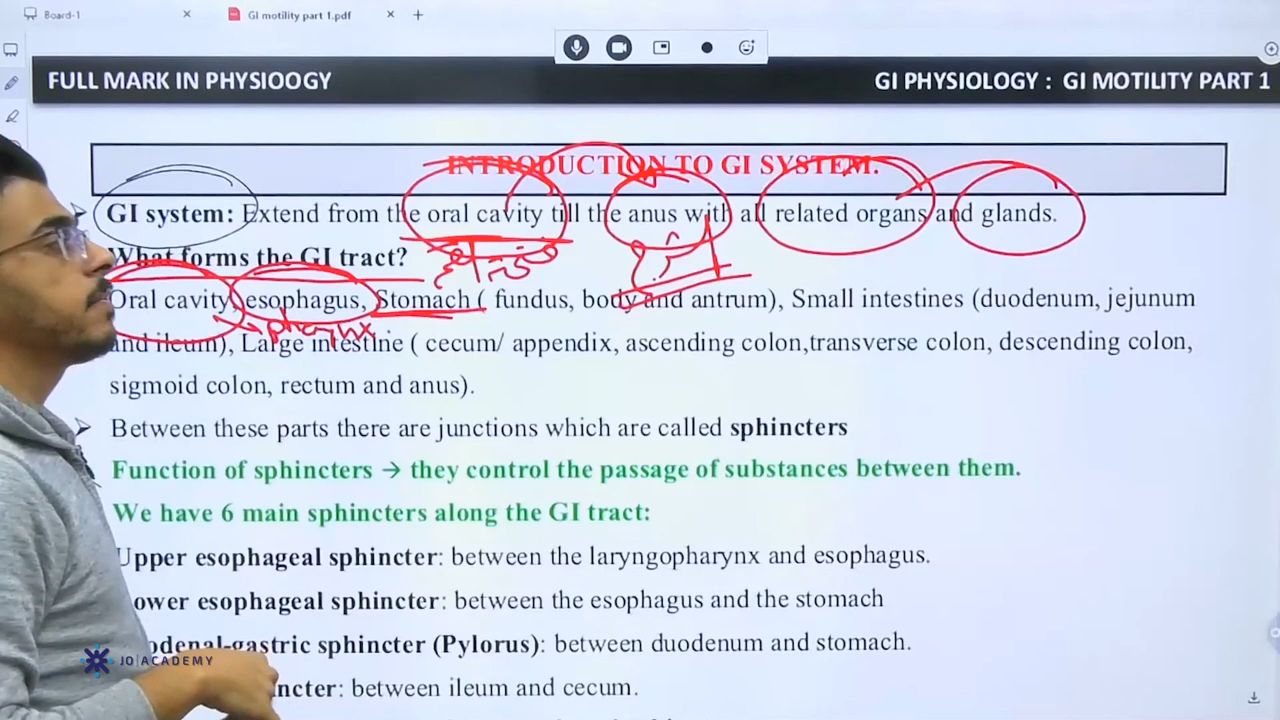 Board-1
GI motility part 1.pdf
FULL MARK IN PHYSIOOGY
GI PHYSIOLOGY : GI MOTILITY PART 1
INTRODUCTION TO GI SYSTEM.
GI system: Extend from the oral cavity till the anus with all related organs and glands.
What forms the GI tract?
Oral cavity, esophagus, Stomach ( fundus, body and antrum), Small intestines (duodenum, jejunum
pharynx
and ileum), Large intestine ( cecum/ appendix, ascending colon,transverse colon, descending colon,
sigmoid colon, rectum and anus).
Between these parts there are junctions which are called sphincters
Function of sphincters → they control the passage of substances between them.
We have 6 main sphincters along the GI tract:
Upper esophageal sphincter: between the laryngopharynx and esophagus.
ower esophageal sphincter: between the esophagus and the stomach
odenal-gastric sphincter (Pylorus): between duodenum and stomach.
JO ACADEMY
ncter: between ileum and cecum.